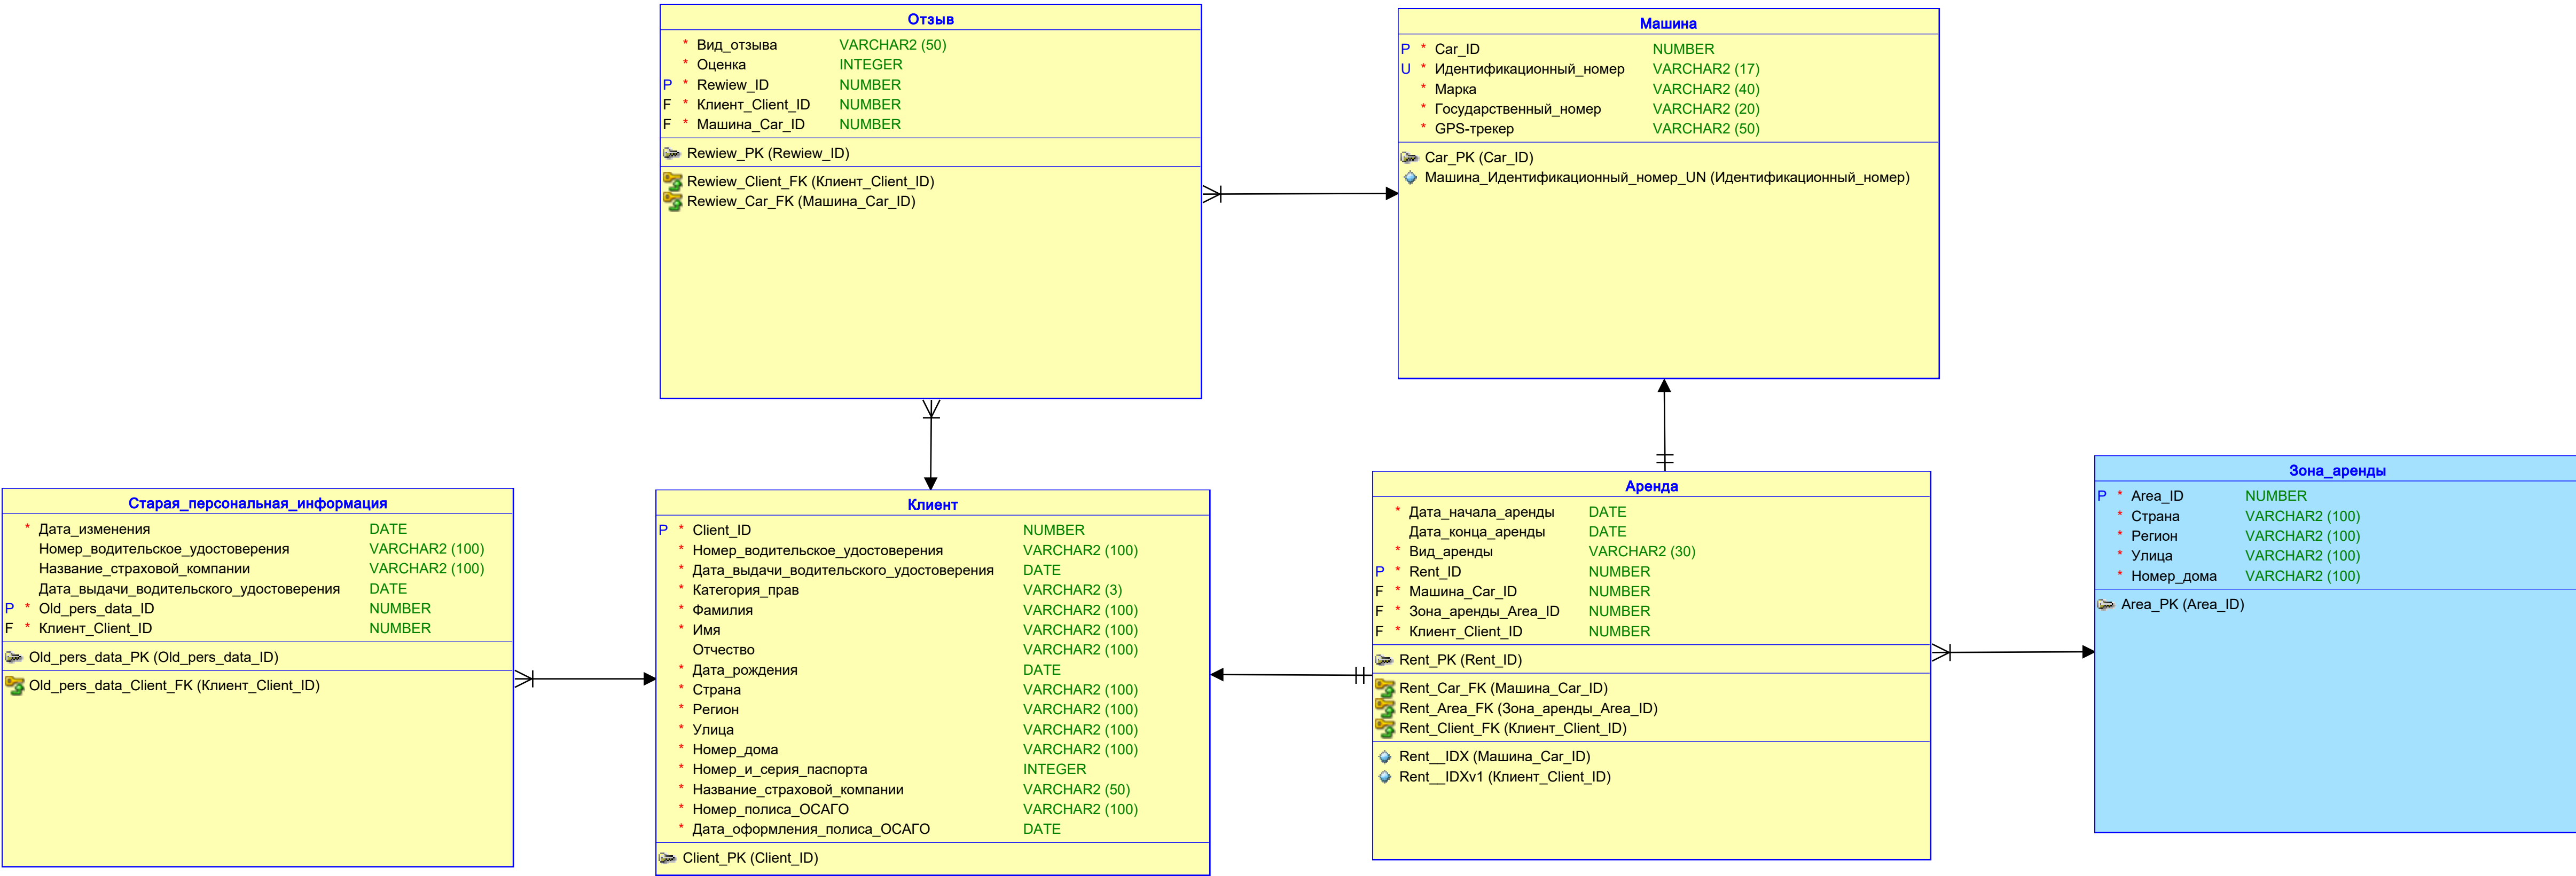 Отзыв
* Вид_отзыва VARCHAR2 (50)
* Оценка INTEGER
P * Rewiew_ID NUMBER
F * Клиент_Client_ID NUMBER
F * Машина_Car_ID NUMBER
Rewiew_PK (Rewiew_ID)
Rewiew_Client_FK (Клиент_Client_ID)
Rewiew_Car_FK (Машина_Car_ID)
Машина
P * Car_ID NUMBER
U * Идентификационный_номер VARCHAR2 (17)
* Марка VARCHAR2 (40)
* Государственный_номер VARCHAR2 (20)
* GPS-трекер VARCHAR2 (50)
Car_PK (Car_ID)
Машина_Идентификационный_номер_UN (Идентификационный_номер)
Старая_персональная_информация
* Дата_изменения DATE
Номер_водительское_удостоверения VARCHAR2 (100)
Название_страховой_компании VARCHAR2 (100)
Дата_выдачи_водительского_удостоверения DATE
P * Old_pers_data_ID NUMBER
F * Клиент_Client_ID NUMBER
Old_pers_data_PK (Old_pers_data_ID)
Old_pers_data_Client_FK (Клиент_Client_ID)
Клиент
P * Client_ID NUMBER
* Номер_водительское_удостоверения VARCHAR2 (100)
* Дата_выдачи_водительского_удостоверения DATE
* Категория_прав VARCHAR2 (3)
* Фамилия VARCHAR2 (100)
* Имя VARCHAR2 (100)
Отчество VARCHAR2 (100)
* Дата_рождения DATE
* Страна VARCHAR2 (100)
* Регион VARCHAR2 (100)
* Улица VARCHAR2 (100)
* Номер_дома VARCHAR2 (100)
* Номер_и_серия_паспорта INTEGER
* Название_страховой_компании VARCHAR2 (50)
* Номер_полиса_ОСАГО VARCHAR2 (100)
* Дата_оформления_полиса_ОСАГО DATE
Client_PK (Client_ID)
Аренда
* Дата_начала_аренды DATE
Дата_конца_аренды DATE
* Вид_аренды VARCHAR2 (30)
P * Rent_ID NUMBER
F * Машина_Car_ID NUMBER
F * Зона_аренды_Area_ID NUMBER
F * Клиент_Client_ID NUMBER
Rent_PK (Rent_ID)
Rent_Car_FK (Машина_Car_ID)
Rent_Area_FK (Зона_аренды_Area_ID)
Rent_Client_FK (Клиент_Client_ID)
Rent__IDX (Машина_Car_ID)
Rent__IDXv1 (Клиент_Client_ID)
Зона_аренды
P * Area_ID NUMBER
* Страна VARCHAR2 (100)
* Регион VARCHAR2 (100)
* Улица VARCHAR2 (100)
* Номер_дома VARCHAR2 (100)
Area_PK (Area_ID)